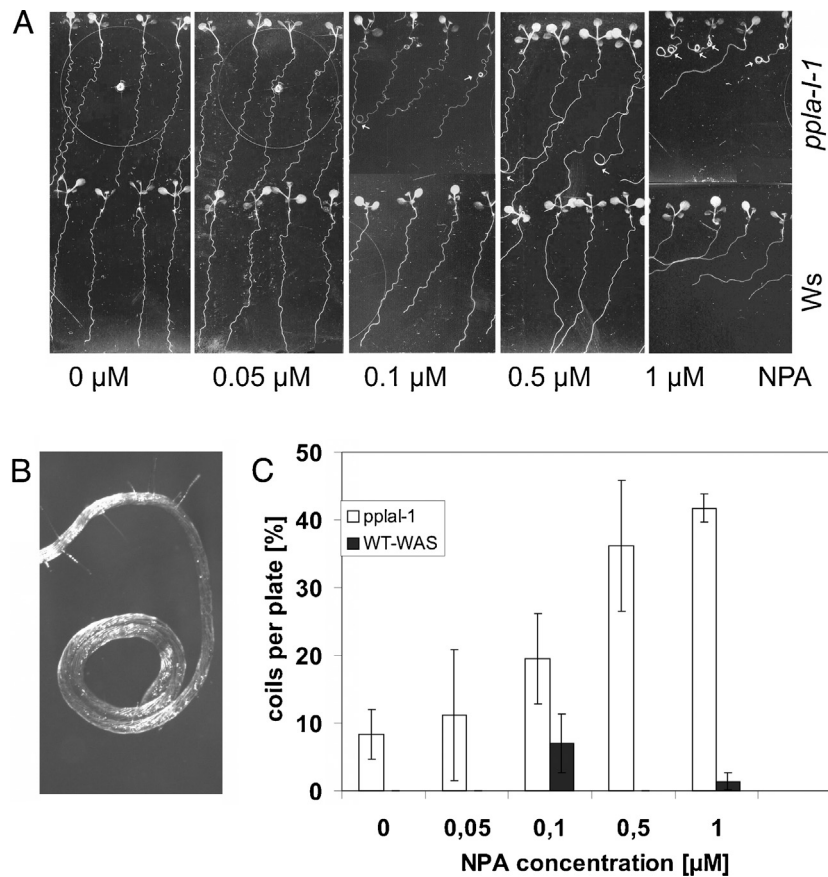 A
ppla-I-1
Ws
0 µM 0.05 µM 0.1 µM 0.5 µM 1 µM NPA
B
C
50
40
30
20
10
0
coils per plate [%]
pplaI-1
WT-WAS
0 0,05 0,1 0,5 1
NPA concentration [µM]